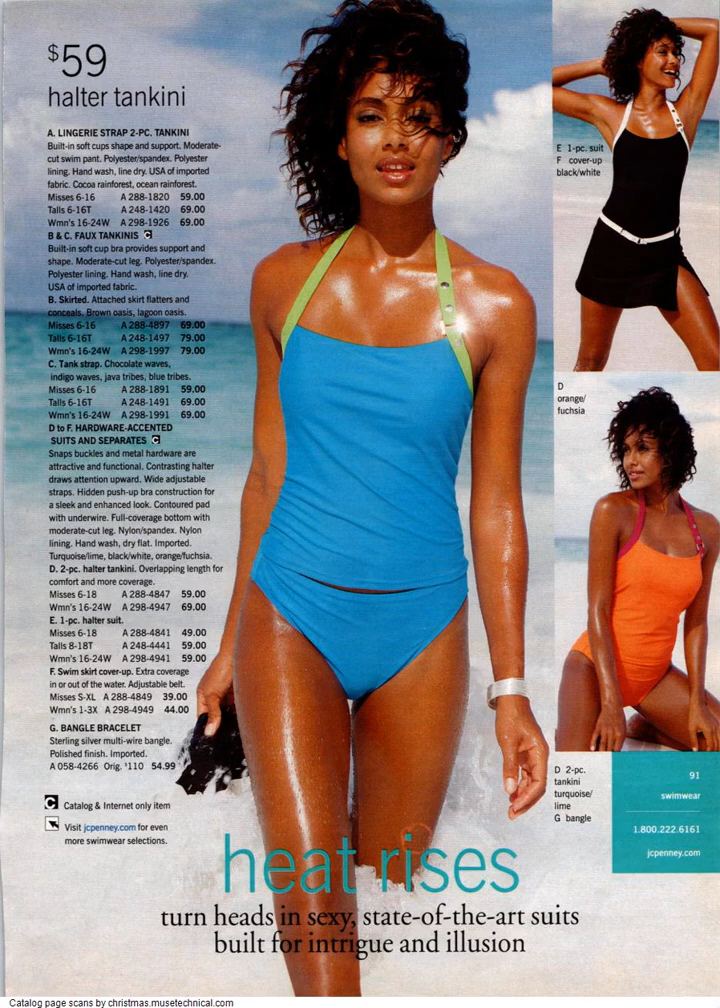 $59
halter tankini
A. LINGERIE STRAP 2-PC. TANKINI
Built-in soft cups shape and support. Moderate-
cut swim pant. Polyester/spandex. Polyester
lining. Hand wash, line dry. USA of imported
fabric. Cocoa rainforest, ocean rainforest.
Misses 6-16 A 288-1820 59.00
Talls 6-16T A 248-1420 69.00
Wmn's 16-24W A 298-1926 69.00
B & C. FAUX TANKINIS C
Built-in soft cup bra provides support and
shape. Moderate-cut leg. Polyester/spandex.
Polyester lining. Hand wash, line dry.
USA of imported fabric.
B. Skirted. Attached skirt flatters and
conceals. Brown oasis, lagoon oasis.
Misses 6-16 A 288-4897 69.00
Talls 6-16T A 248-1497 79.00
Wmn's 16-24W A 298-1997 79.00
C. Tank strap. Chocolate waves,
indigo waves, java tribes, blue tribes.
Misses 6-16 A 288-1891 59.00
Talls 6-16T A 248-1491 69.00
Wmn's 16-24W A 298-1991 69.00
D to F. HARDWARE-ACCENTED
SUITS AND SEPARATES C
Snaps buckles and metal hardware are
attractive and functional. Contrasting halter
draws attention upward. Wide adjustable
straps. Hidden push-up bra construction for
a sleek and enhanced look. Contoured pad
with underwire. Full-coverage bottom with
moderate-cut leg. Nylon/spandex. Nylon
lining. Hand wash, dry flat. Imported.
Turquoise/lime, black/white, orange/fuchsia.
D. 2-pc. halter tankini. Overlapping length for
comfort and more coverage.
Misses 6-18 A 288-4847 59.00
Wmn's 16-24W A 298-4947 69.00
E. 1-pc. halter suit.
Misses 6-18 A 288-4841 49.00
Talls 8-18T A 248-4441 59.00
Wmn's 16-24W A 298-4941 59.00
F. Swim skirt cover-up. Extra coverage
in or out of the water. Adjustable belt.
Misses S-XL A 288-4849 39.00
Wmn's 1-3X A 298-4949 44.00
G. BANGLE BRACELET
Sterling silver multi-wire bangle.
Polished finish. Imported.
A 058-4266 Orig. $110 54.99
C Catalog & Internet only item
Visit jcpenney.com for even
more swimwear selections.
E 1-pc. suit
F cover-up
black/white
D
orange/
fuchsia
D 2-pc.
tankini
turquoise/
lime
G bangle
91
swimwear
1.800.222.6161
jcpenney.com
heat rises
turn heads in sexy, state-of-the-art suits
built for intrigue and illusion
Catalog page scans by christmas.musetechnical.com